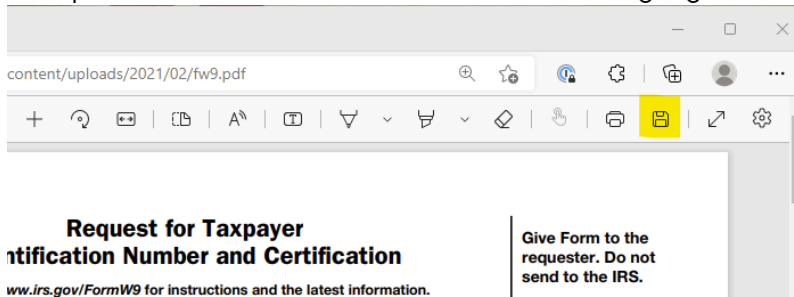 content/uploads/2021/02/fw9.pdf
Request for Taxpayer
ntification Number and Certification
ww.irs.gov/FormW9 for instructions and the latest information.
Give Form to the
requester. Do not
send to the IRS.